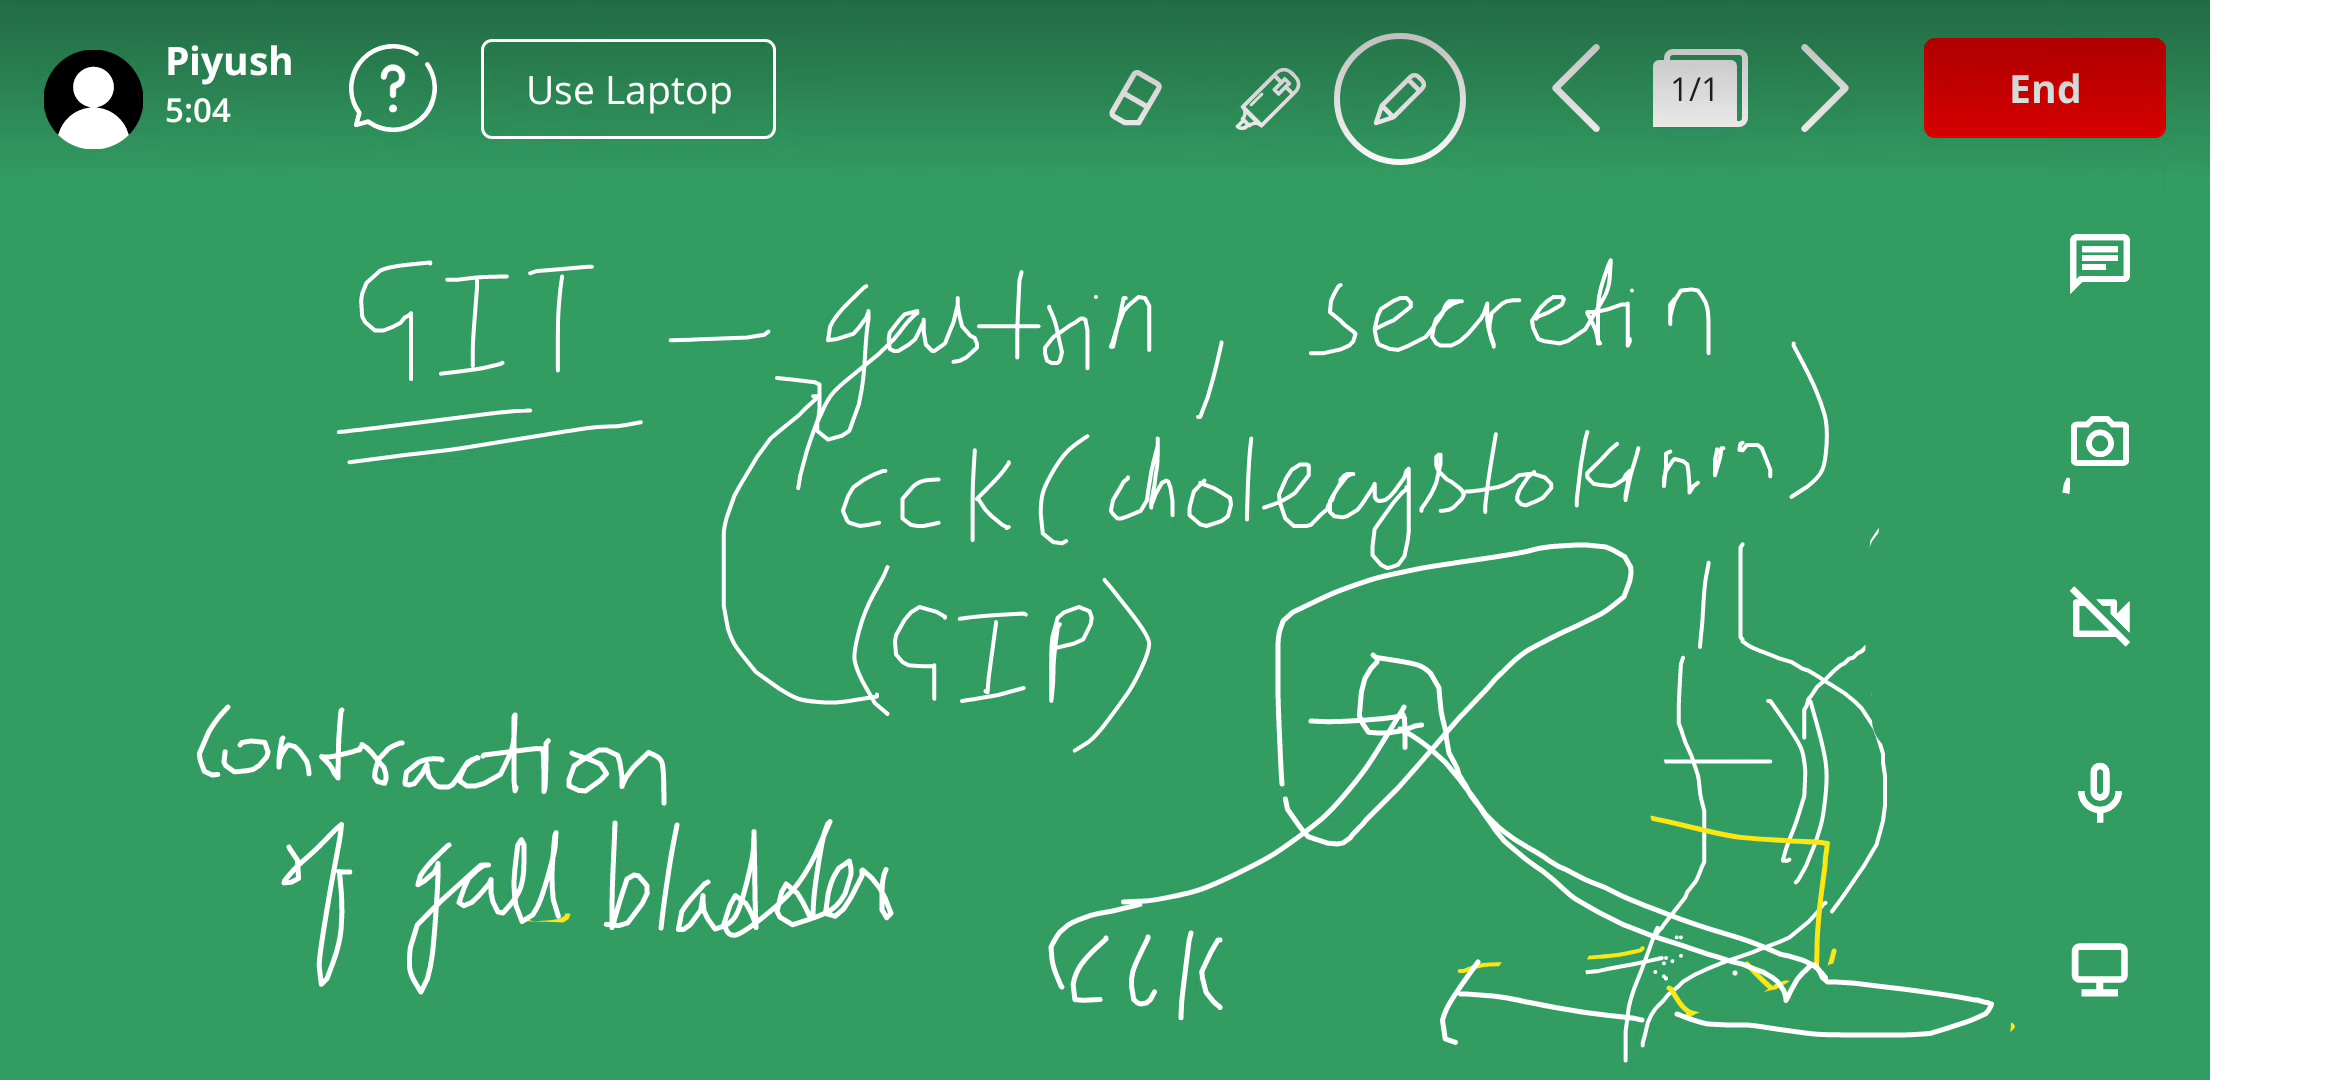 Piyush
5:04
?
Use Laptop
1/1
End
GIT — gastrin, secretin,
CCK (cholecystokinin)
(GIP)
Contraction
of gall bladder
CCK